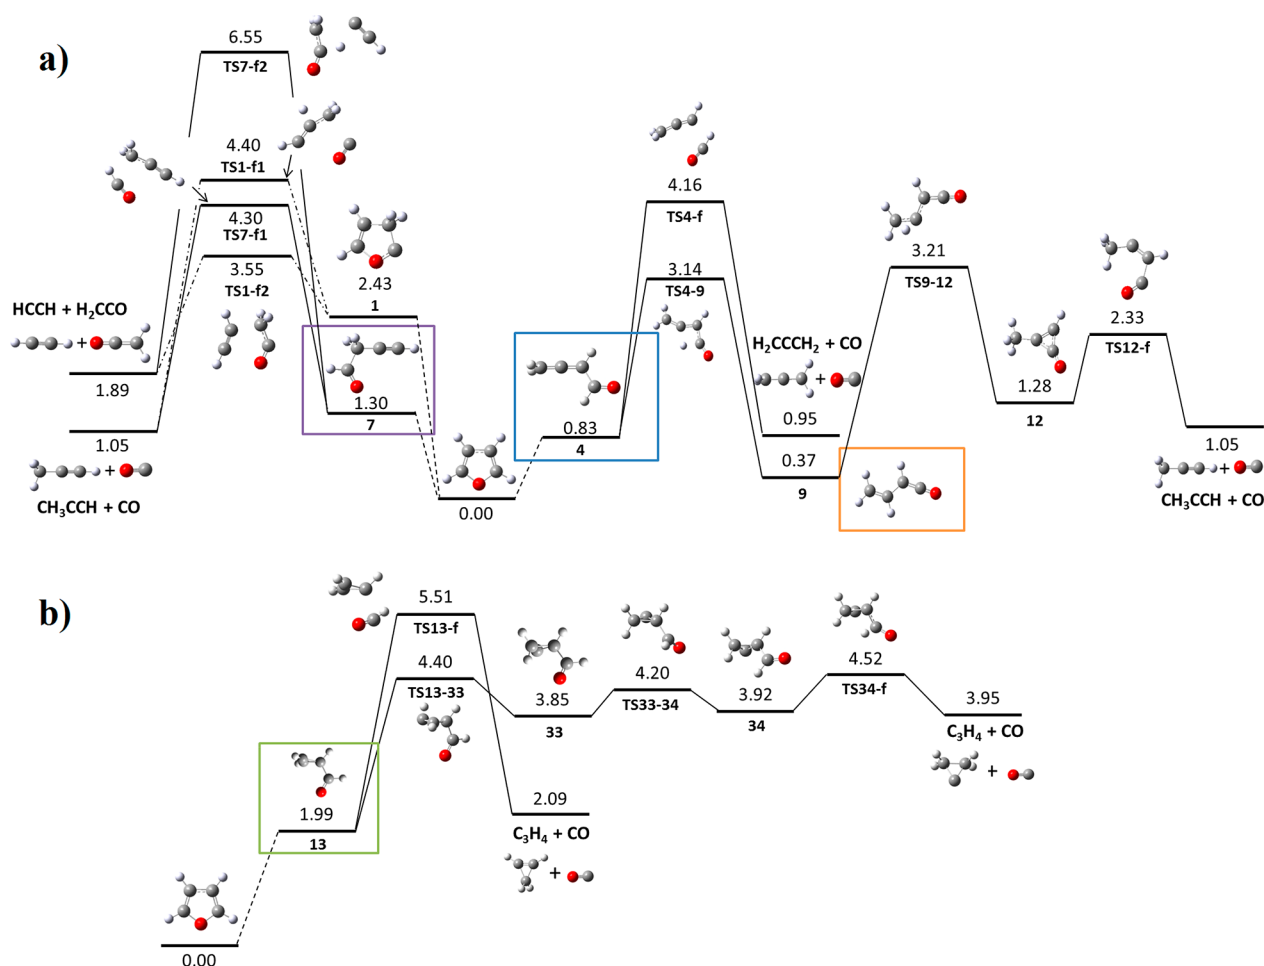 a)
6.55
TS7-f2
4.40
TS1-f1
4.30
TS7-f1
3.55
TS1-f2
HCCH + H₂CCO
+
1.89
1.05
+
CH₃CCH + CO
2.43
1
1.30
7
0.00
0.83
4
4.16
TS4-f
3.14
TS4-9
H₂CCCH₂ + CO
+
0.95
0.37
9
3.21
TS9-12
1.28
12
2.33
TS12-f
1.05
+
CH₃CCH + CO
b)
0.00
1.99
13
5.51
TS13-f
4.40
TS13-33
2.09
C₃H₄ + CO
+
3.85
33
4.20
TS33-34
3.92
34
4.52
TS34-f
3.95
C₃H₄ + CO
+